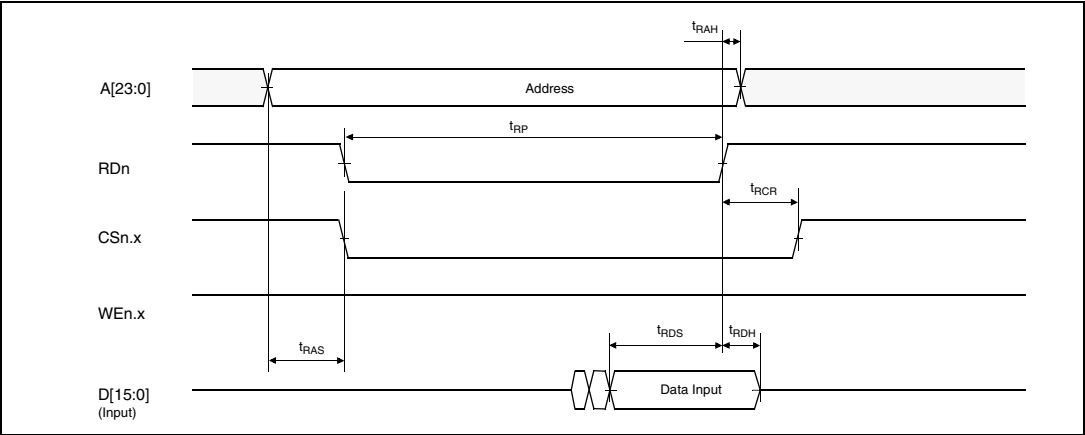 tRAH
A[23:0]
Address
tRP
RDn
tRCR
CSn.x
WEn.x
tRDS
tRDH
tRAS
D[15:0]
Data Input
(Input)